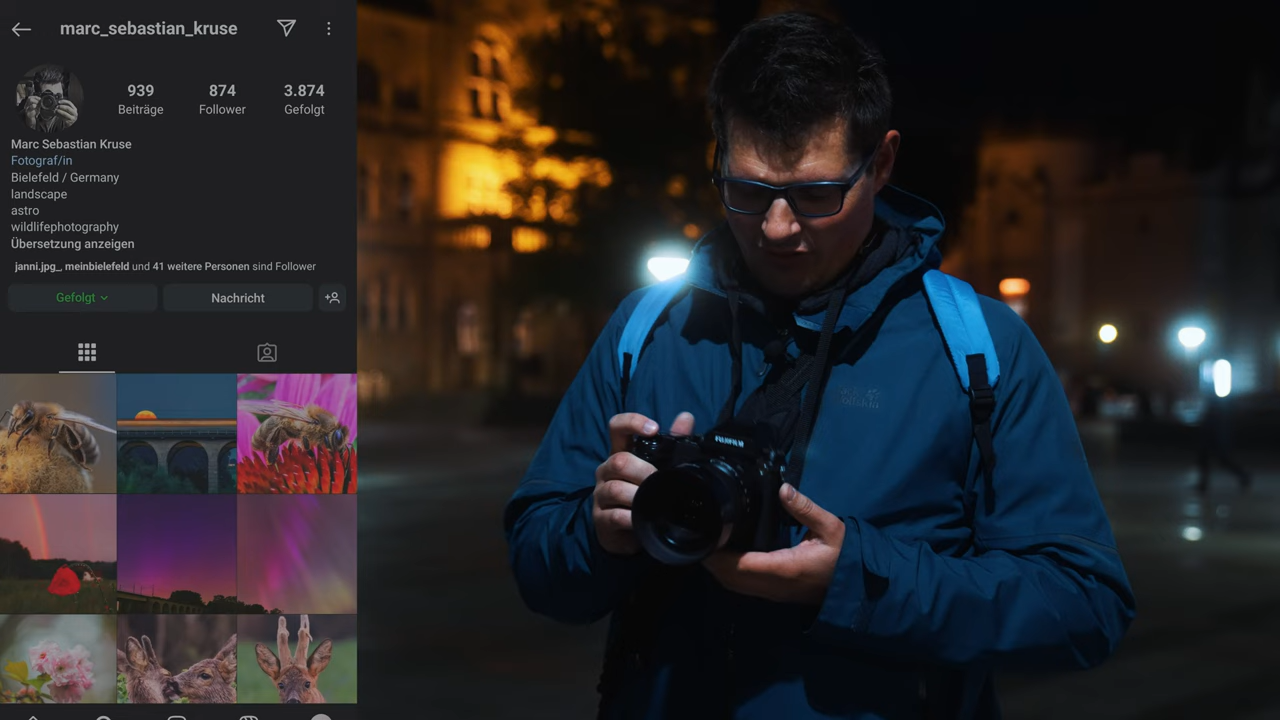 marc_sebastian_kruse
939 874 3.874
Beiträge Follower Gefolgt
Marc Sebastian Kruse
Fotograf/in
Bielefeld / Germany
landscape
astro
wildlifephotography
Übersetzung anzeigen
janni.jpg_, meinbielefeld und 41 weitere Personen sind Follower
Gefolgt Nachricht
FUJIFILM